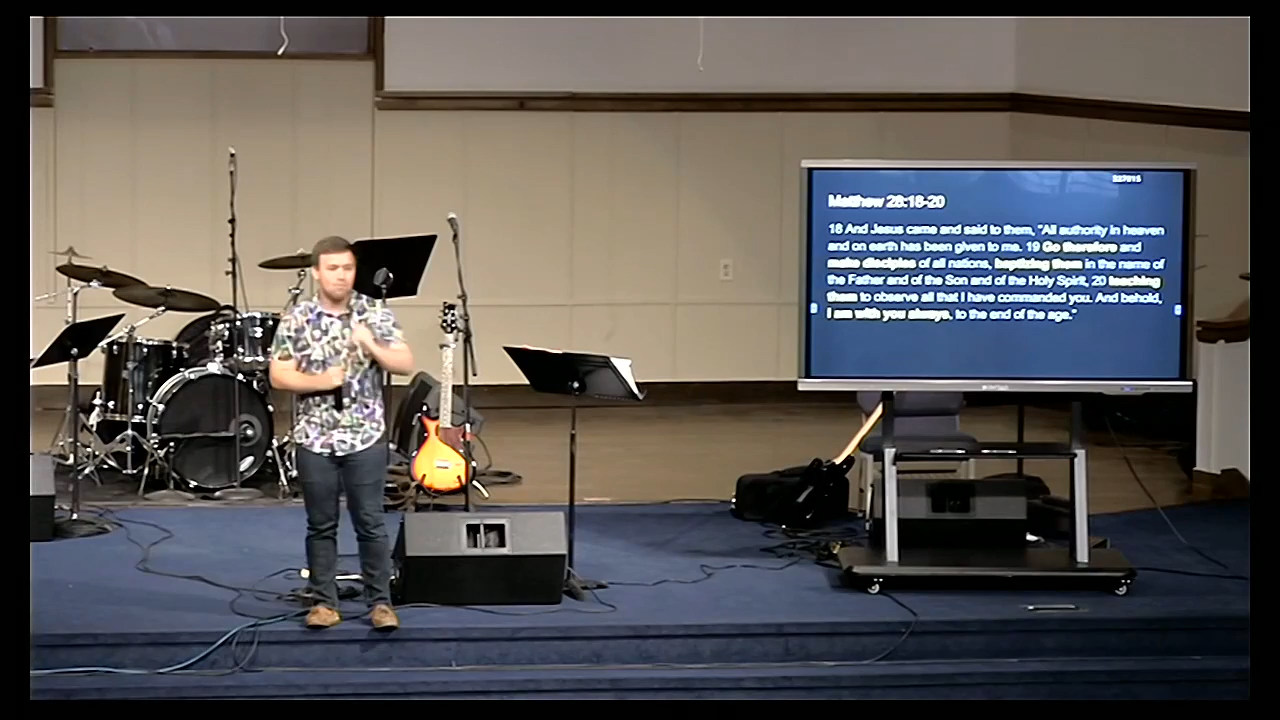 Matthew 28:18-20
18 And Jesus came and said to them, "All authority in heaven
and on earth has been given to me. 19 Go therefore and
make disciples of all nations, baptizing them in the name of
the Father and of the Son and of the Holy Spirit, 20 teaching
them to observe all that I have commanded you. And behold,
I am with you always, to the end of the age."